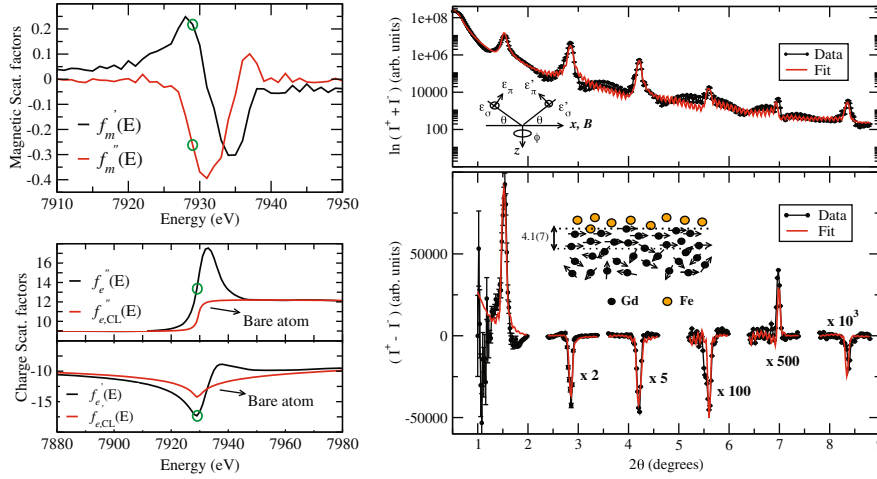 Magnetic Scat. factors
0.2
0.1
0
-0.1
-0.2
-0.3
-0.4
f'm(E)
f''m(E)
7910 7920 7930 7940 7950
Energy (eV)
Charge Scat. factors
16
14
12
10
f''e(E)
f''e,CL(E)
Bare atom
-10
-15
f'e(E)
f'e,CL(E)
Bare atom
7880 7900 7920 7940 7960 7980
Energy (eV)
ln ( I+ + I- ) (arb. units)
1e+08
1e+06
10000
100
Data
Fit
επ ε'π
εσ ε'σ
θ θ
x, B
ϕ
z
( I+ - I- ) (arb. units)
50000
0
-50000
Data
Fit
4.1(7)
Gd Fe
x 2
x 5
x 100
x 500
x 10³
1 2 3 4 5 6 7 8 9
2θ (degrees)